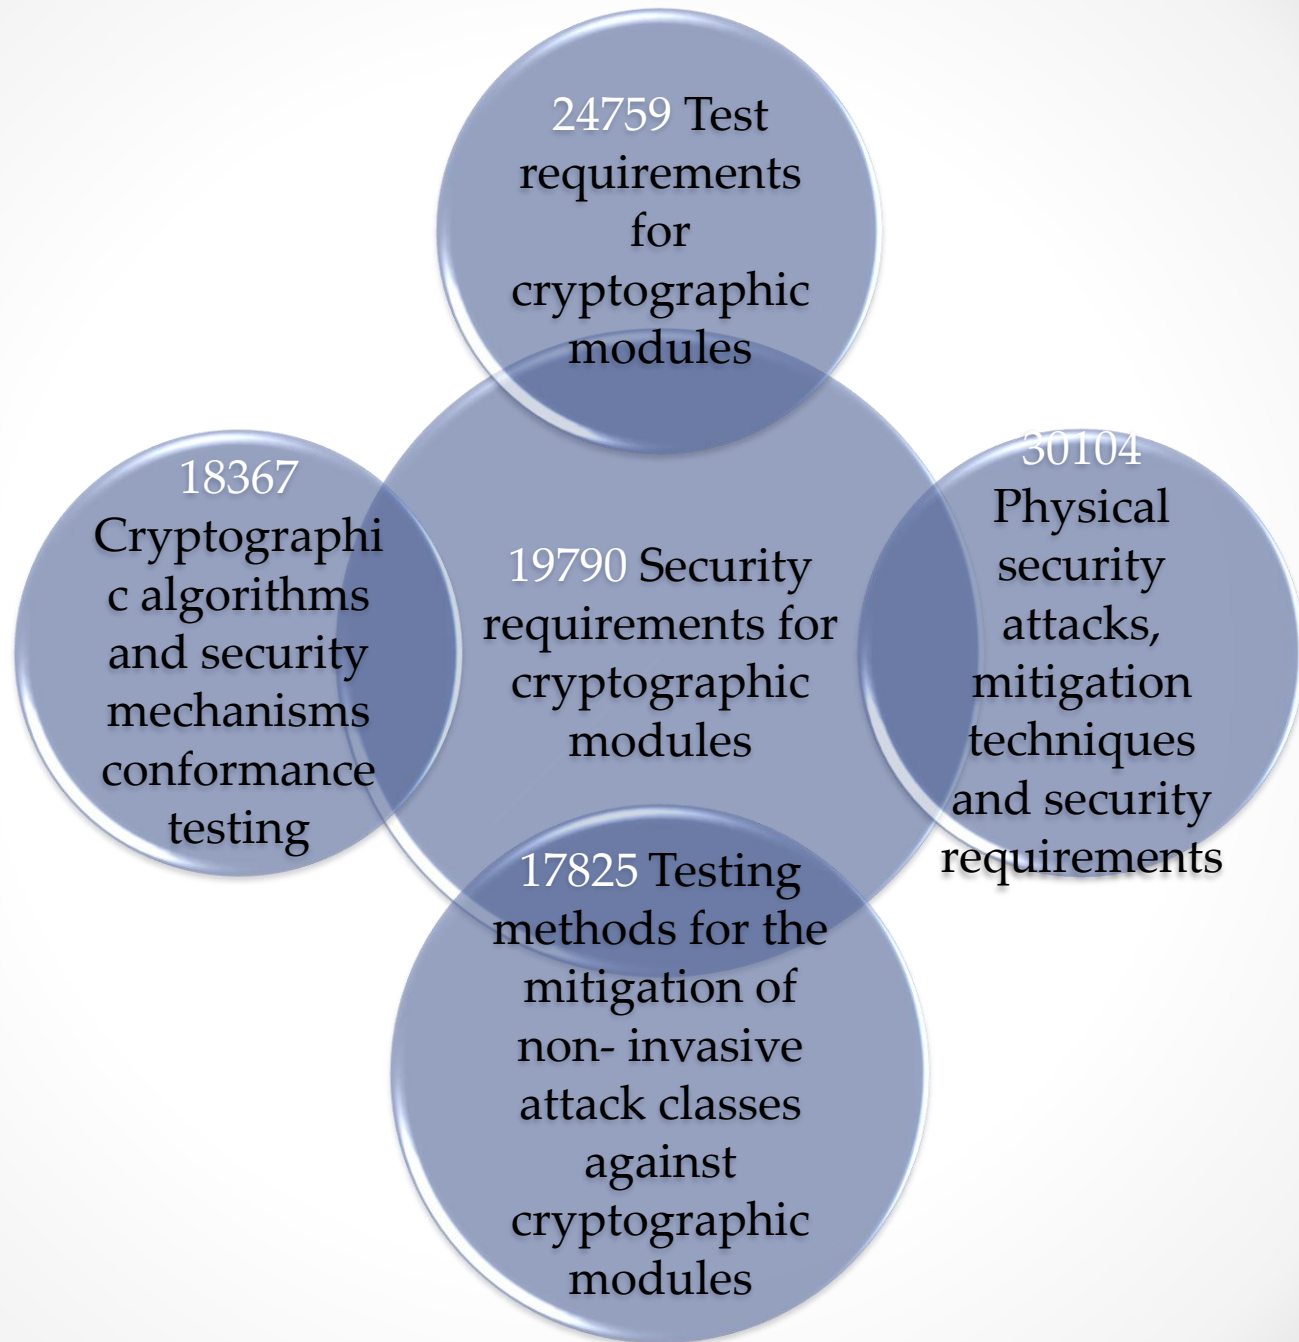 24759 Test
requirements
for
cryptographic
modules
18367
Cryptographi
c algorithms
and security
mechanisms
conformance
testing
19790 Security
requirements for
cryptographic
modules
30104
Physical
security
attacks,
mitigation
techniques
and security
requirements
17825 Testing
methods for the
mitigation of
non- invasive
attack classes
against
cryptographic
modules